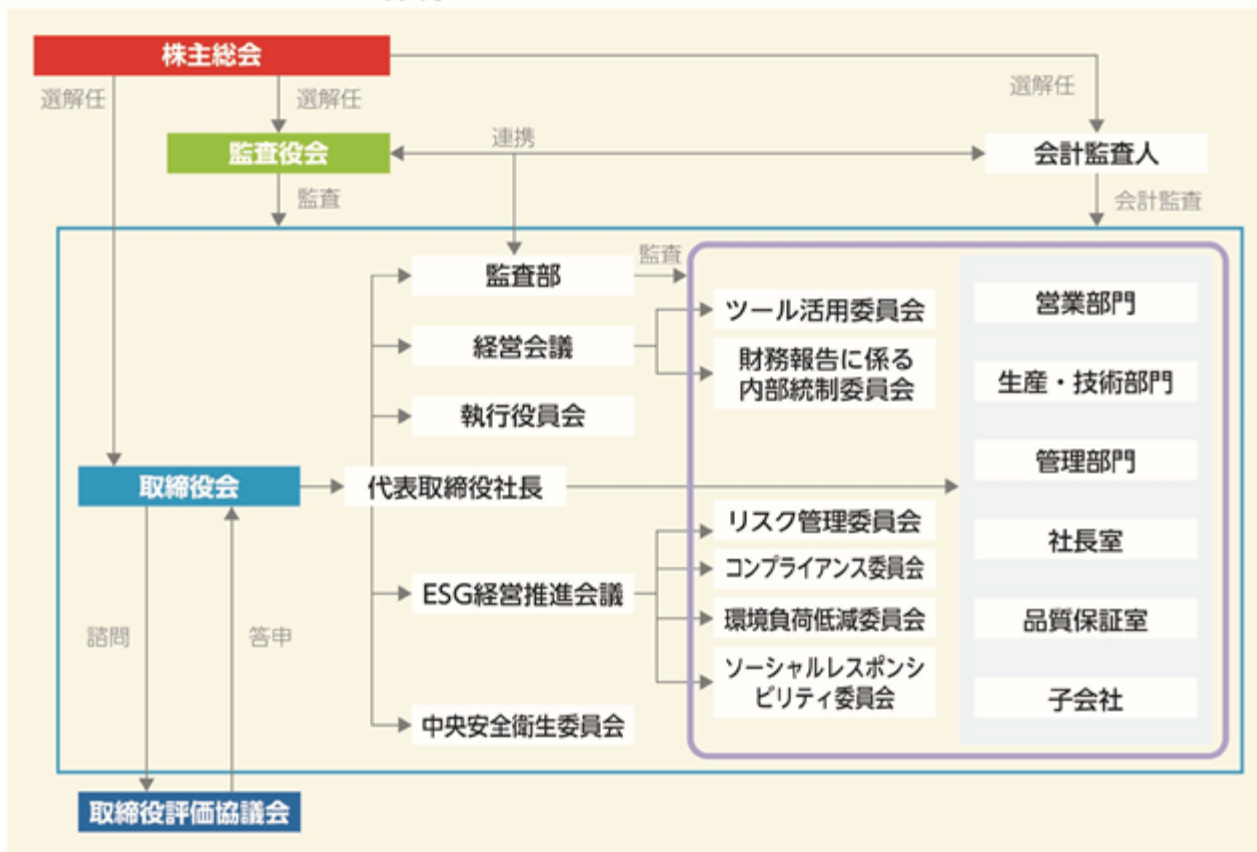 株主総会
選解任
選解任
選解任
監査役会
連携
会計監査人
監査
会計監査
監査部
監査
経営会議
執行役員会
取締役会
代表取締役社長
ESG経営推進会議
中央安全衛生委員会
ツール活用委員会
財務報告に係る
内部統制委員会
リスク管理委員会
コンプライアンス委員会
環境負荷低減委員会
ソーシャルレスポンシ
ビリティ委員会
営業部門
生産・技術部門
管理部門
社長室
品質保証室
子会社
諮問
答申
取締役評価協議会